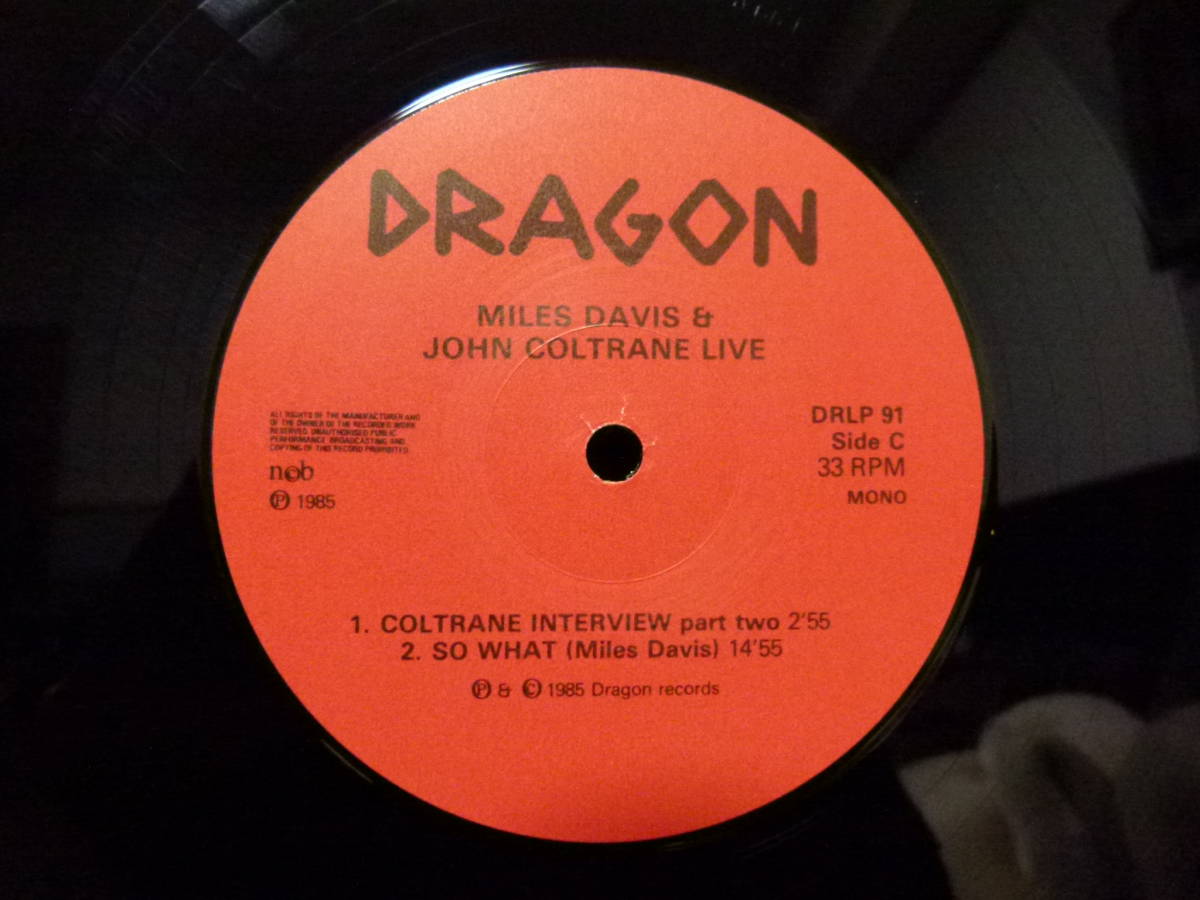 DRAGON
MILES DAVIS &
JOHN COLTRANE LIVE
ALL RIGHTS OF THE MANUFACTURER AND
OF THE OWNER OF THE RECORDED WORK
RESERVED. UNAUTHORISED PUBLIC
PERFORMANCE BROADCASTING AND
COPYING OF THIS RECORD PROHIBITED.
ncb
℗ 1985
DRLP 91
Side C
33 RPM
MONO
1. COLTRANE INTERVIEW part two 2'55
2. SO WHAT (Miles Davis) 14'55
℗ & © 1985 Dragon records